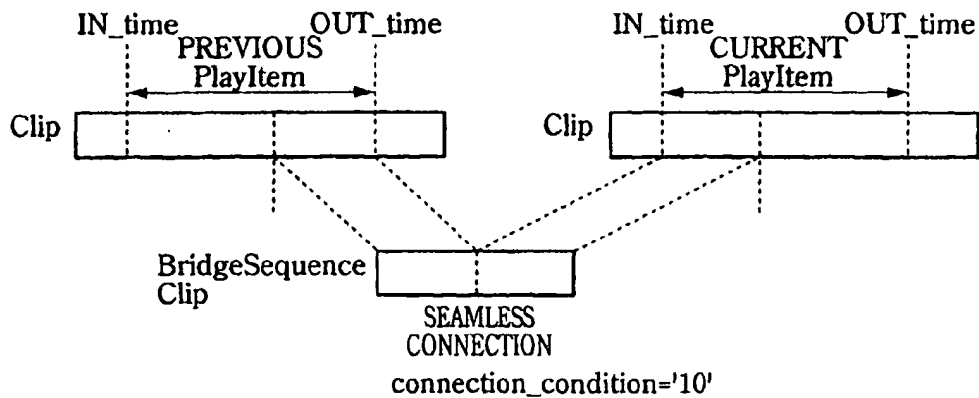 IN_time OUT_time IN_time OUT_time
PREVIOUS CURRENT
PlayItem PlayItem
Clip Clip
BridgeSequence
Clip
SEAMLESS
CONNECTION
connection_condition='10'